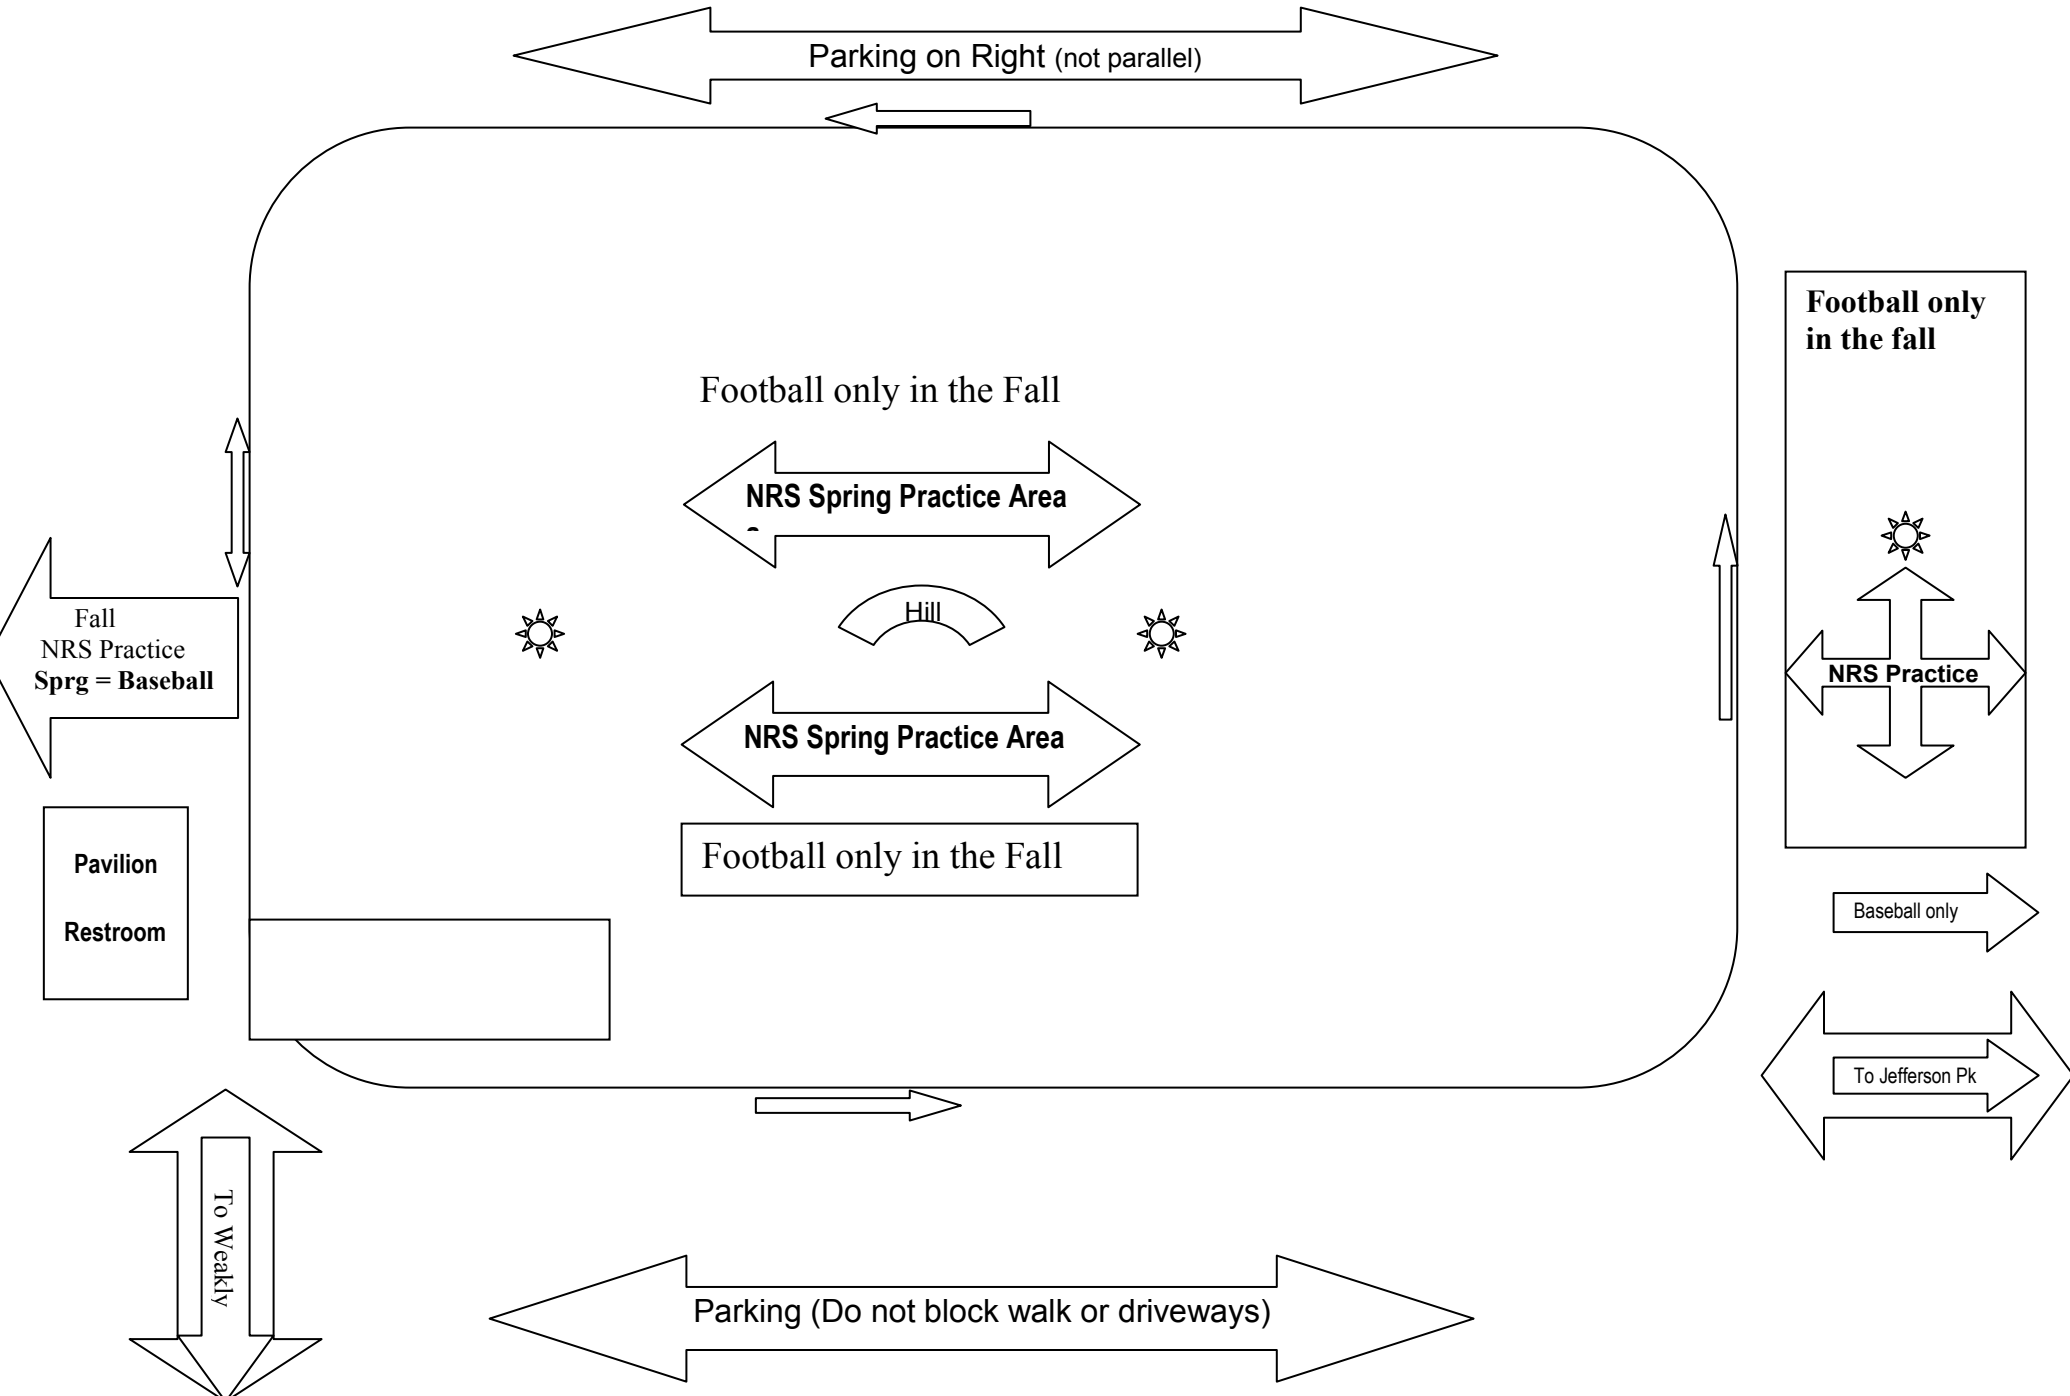 Parking on Right (not parallel)
Football only
in the fall
Football only in the Fall
NRS Spring Practice Area
Hill
Fall
NRS Practice
Sprg = Baseball
NRS Practice
NRS Spring Practice Area
Football only in the Fall
Pavilion
Restroom
Baseball only
To Jefferson Pk
To Weakly
Parking (Do not block walk or driveways)